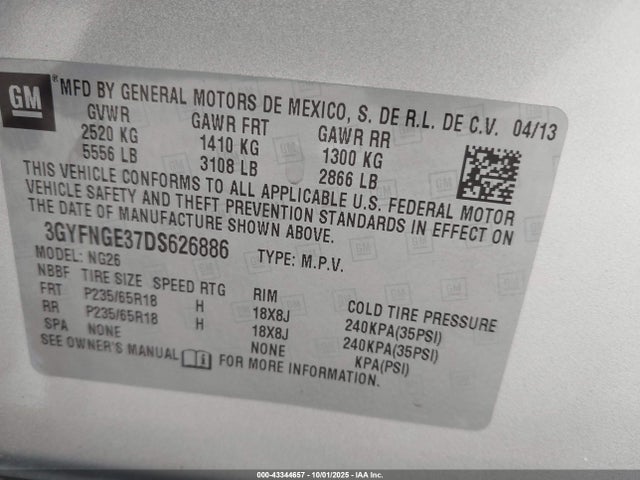 GM
® MFD BY GENERAL MOTORS DE MEXICO, S. DE R.L. DE C.V. 04/13
GVWR GAWR FRT GAWR RR
2520 KG 1410 KG 1300 KG
5556 LB 3108 LB 2866 LB
THIS VEHICLE CONFORMS TO ALL APPLICABLE U.S. FEDERAL MOTOR
VEHICLE SAFETY AND THEFT PREVENTION STANDARDS IN EFFECT ON
THE DATE OF MANUFACTURE SHOWN ABOVE.
3GYFNGE37DS626886 TYPE: M.P.V.
MODEL: NG26
NBBF TIRE SIZE SPEED RTG RIM COLD TIRE PRESSURE
FRT P235/65R18 H 18X8J 240KPA(35PSI)
RR P235/65R18 H 18X8J 240KPA(35PSI)
SPA NONE NONE KPA(PSI)
SEE OWNER'S MANUAL FOR MORE INFORMATION.
000-43344657 - 10/01/2025 - IAA Inc.